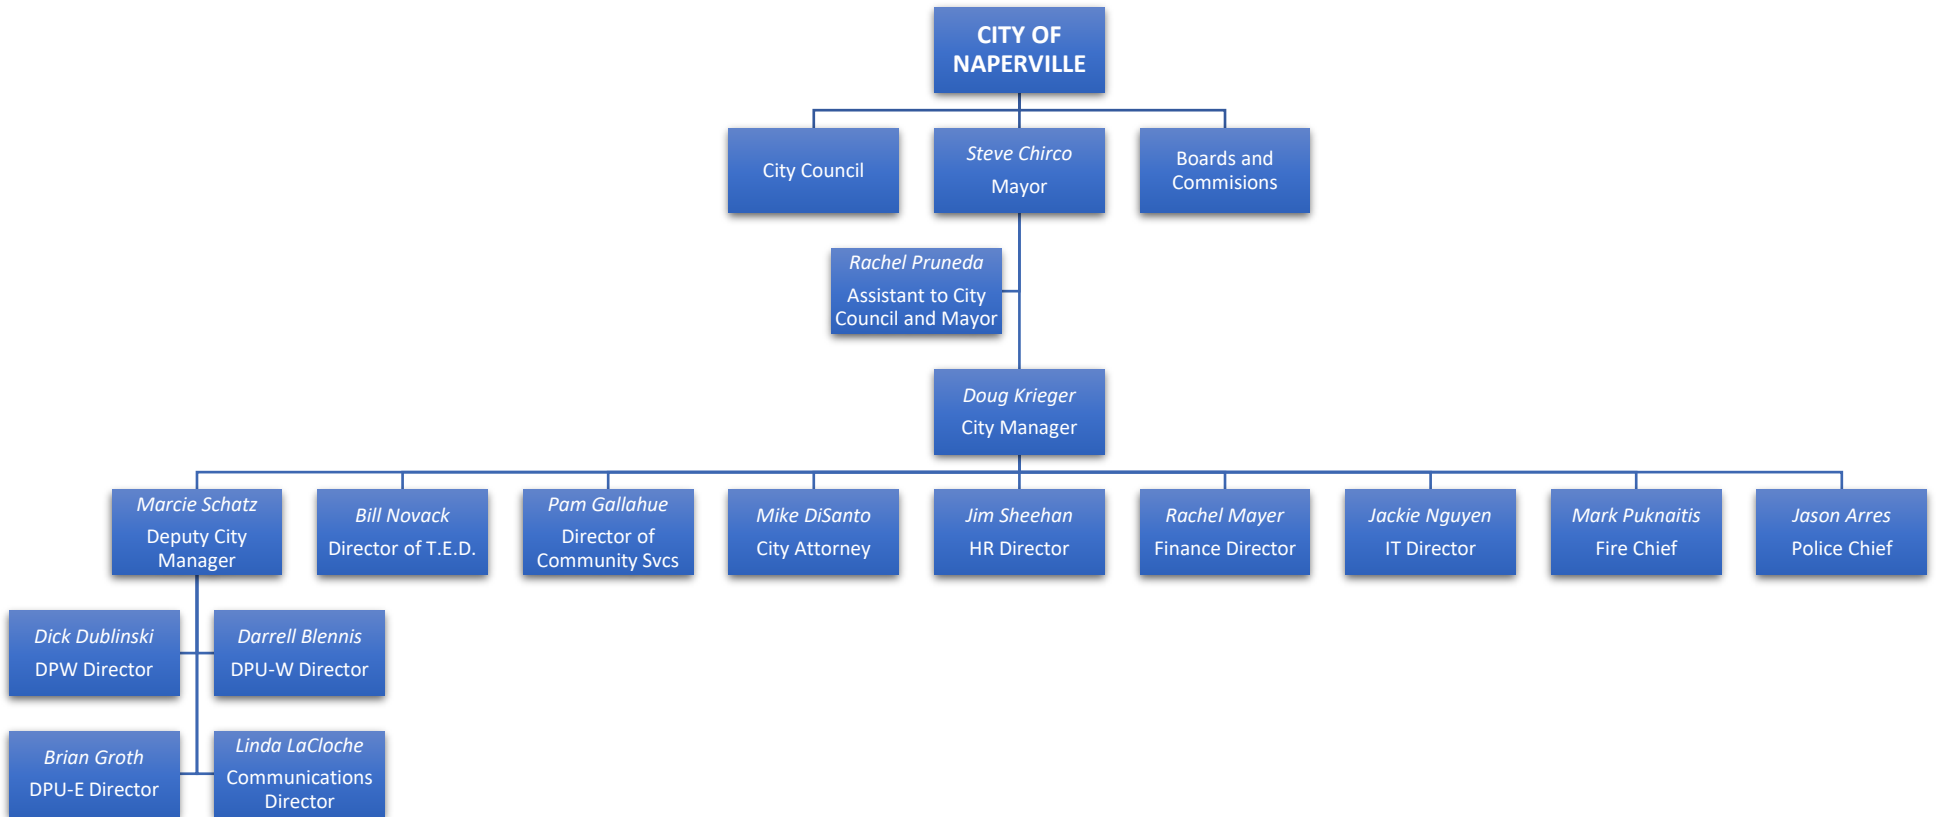 CITY OF
NAPERVILLE
City Council
Steve Chirco
Mayor
Boards and
Commisions
Rachel Pruneda
Assistant to City
Council and Mayor
Doug Krieger
City Manager
Marcie Schatz
Deputy City
Manager
Bill Novack
Director of T.E.D.
Pam Gallahue
Director of
Community Svcs
Mike DiSanto
City Attorney
Jim Sheehan
HR Director
Rachel Mayer
Finance Director
Jackie Nguyen
IT Director
Mark Puknaitis
Fire Chief
Jason Arres
Police Chief
Dick Dublinski
DPW Director
Darrell Blennis
DPU-W Director
Brian Groth
DPU-E Director
Linda LaCloche
Communications
Director